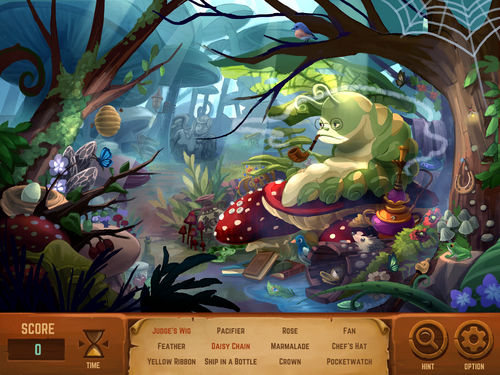 SCORE
0
TIME
JUDGE'S WIG PACIFIER ROSE FAN
FEATHER DAISY CHAIN MARMALADE CHEF'S HAT
YELLOW RIBBON SHIP IN A BOTTLE CROWN POCKETWATCH
HINT
OPTION